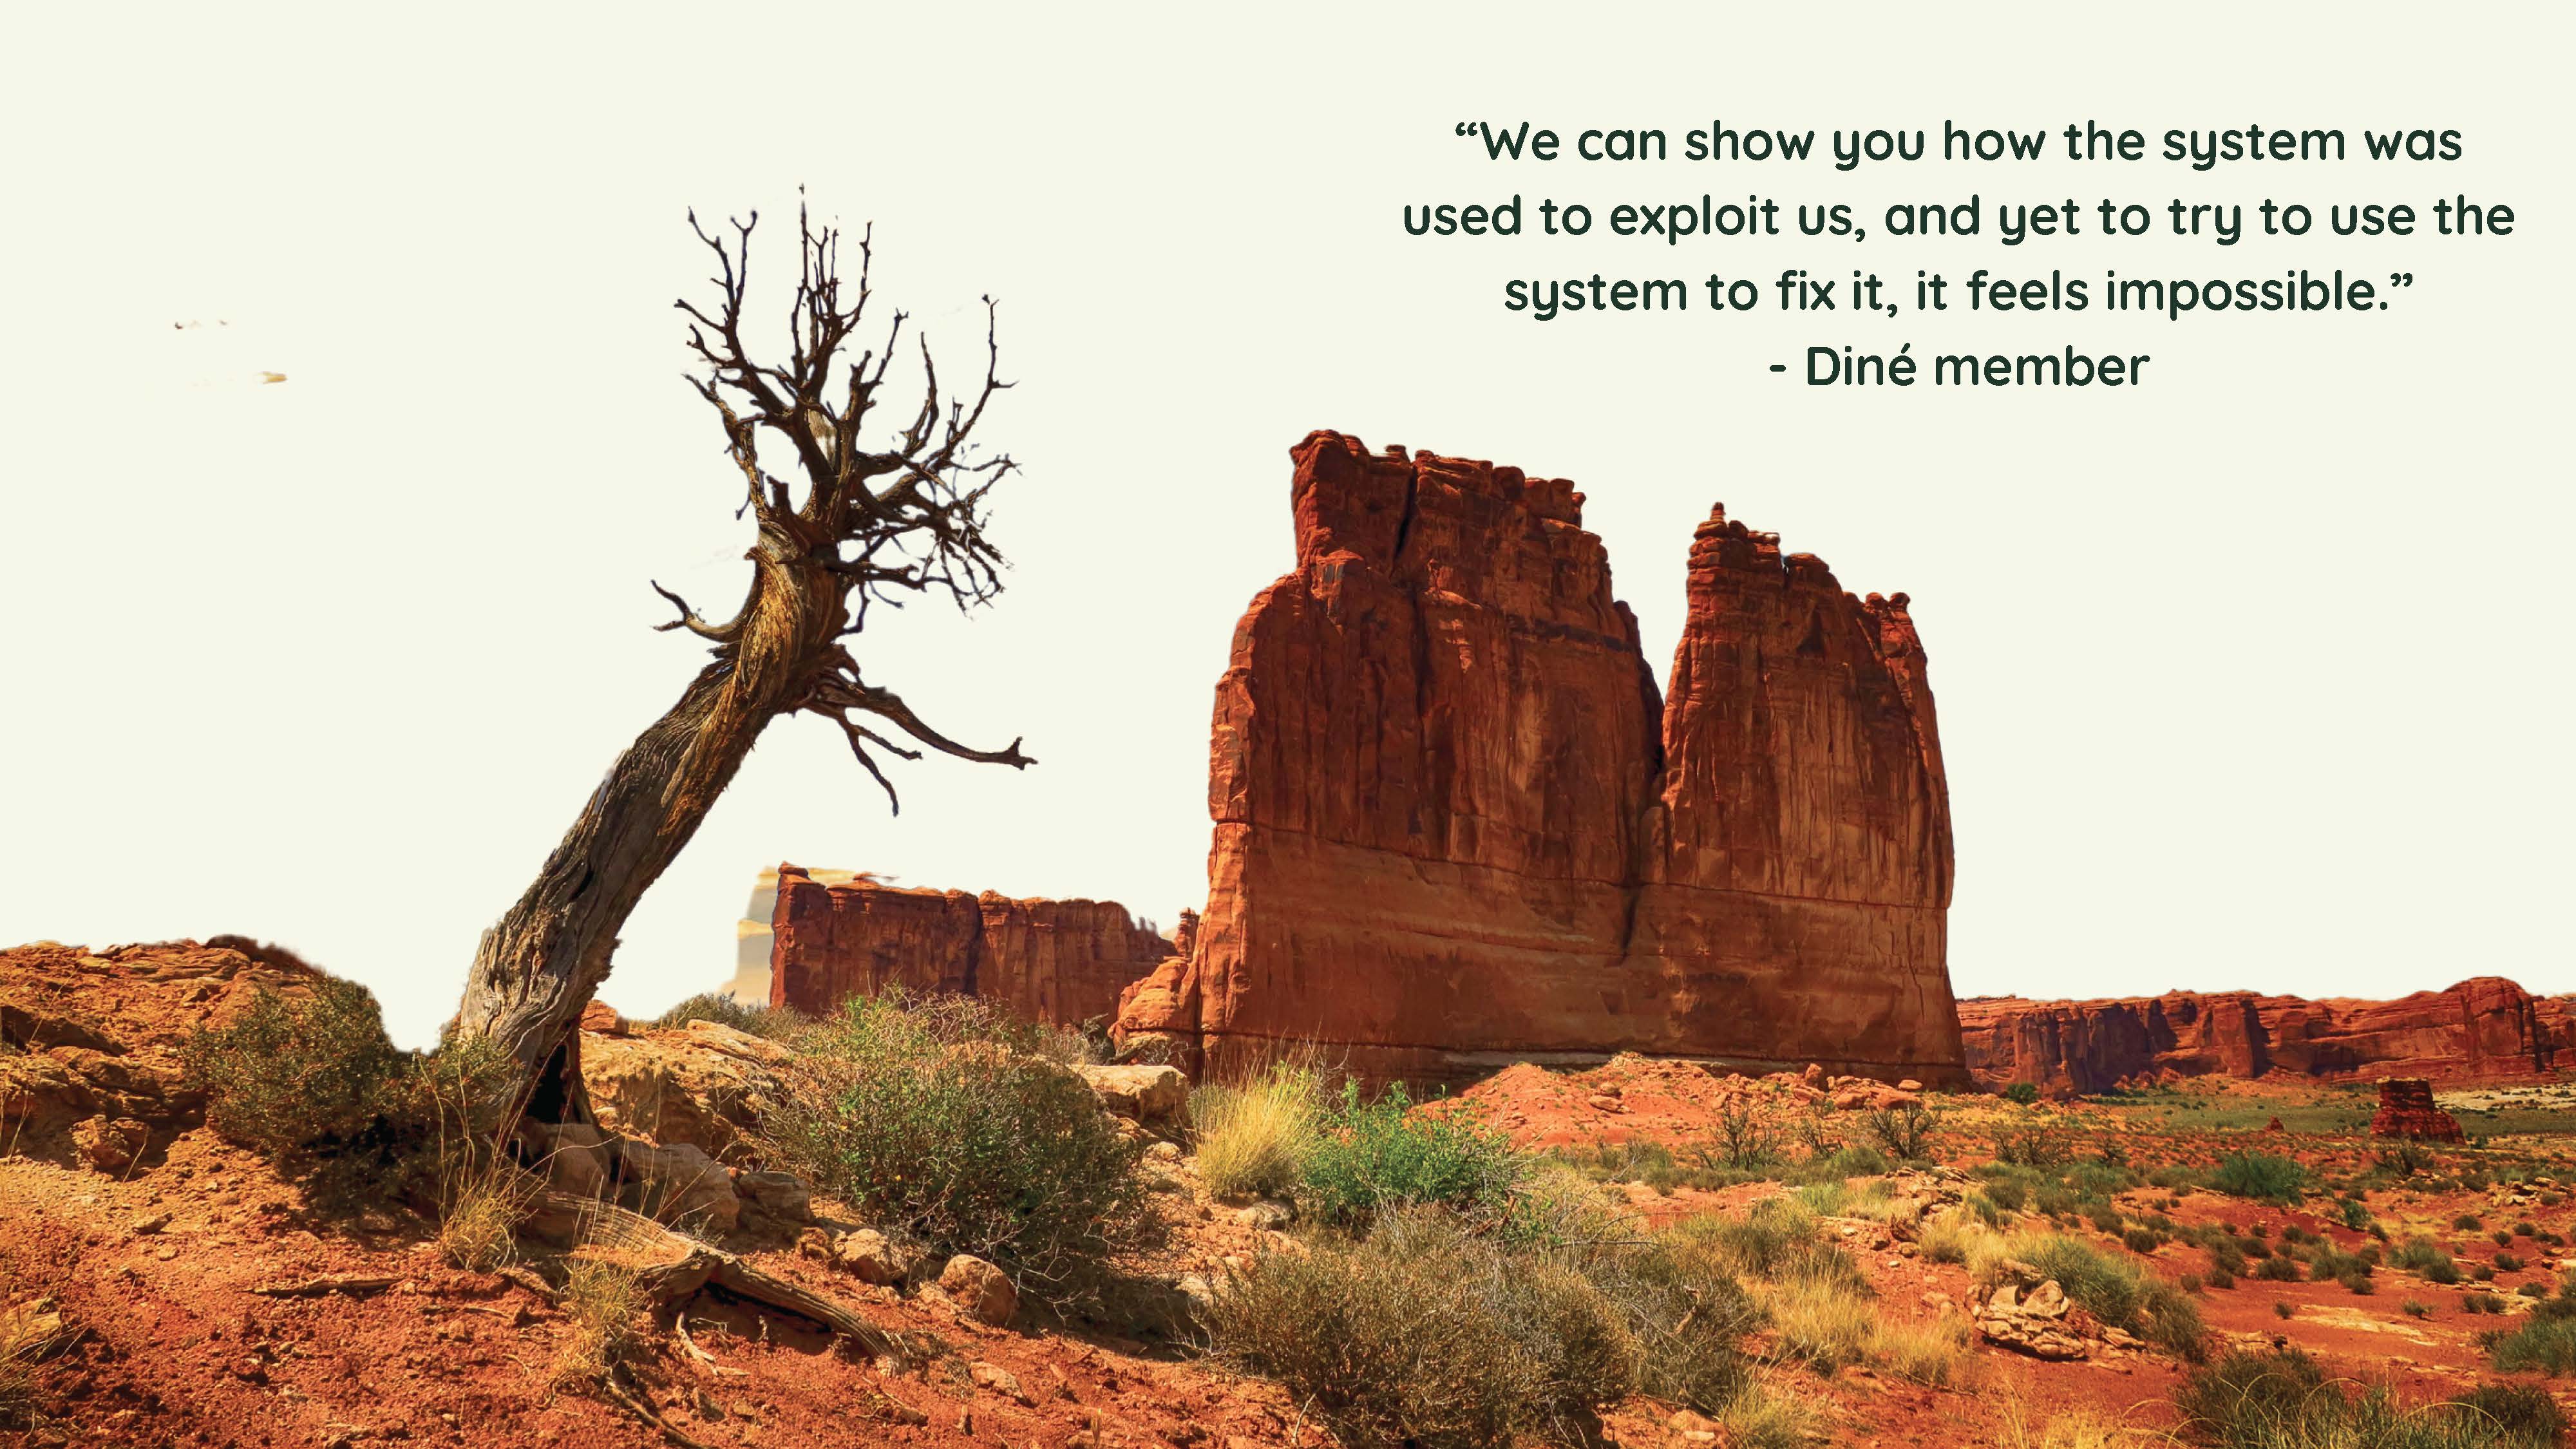 “We can show you how the system was
used to exploit us, and yet to try to use the
system to fix it, it feels impossible.”
- Diné member